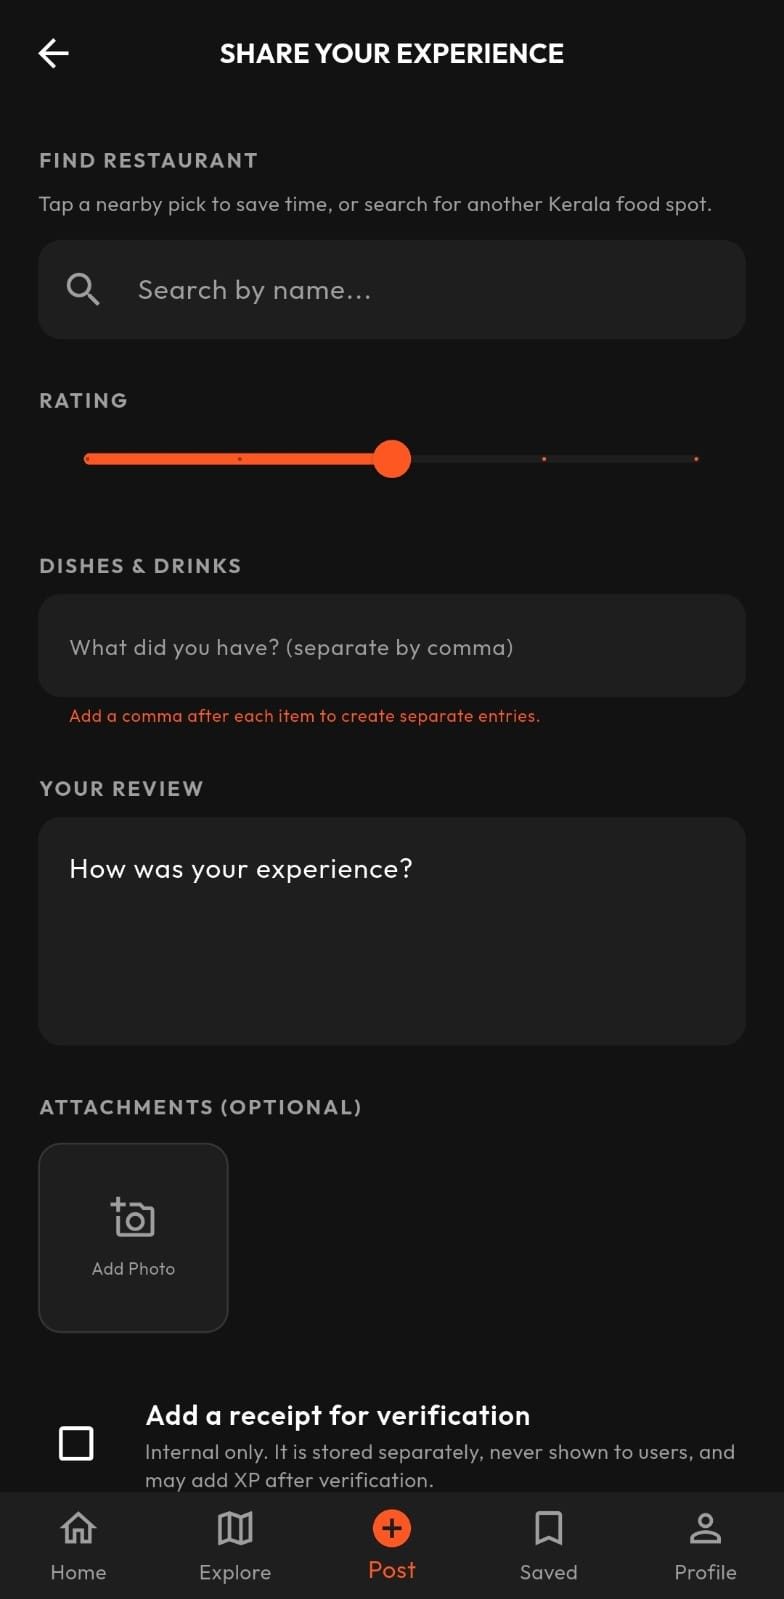 SHARE YOUR EXPERIENCE
FIND RESTAURANT
Tap a nearby pick to save time, or search for another Kerala food spot.
Search by name...
RATING
DISHES & DRINKS
What did you have? (separate by comma)
Add a comma after each item to create separate entries.
YOUR REVIEW
How was your experience?
ATTACHMENTS (OPTIONAL)
Add Photo
Add a receipt for verification
Internal only. It is stored separately, never shown to users, and
may add XP after verification.
Home Explore Post Saved Profile